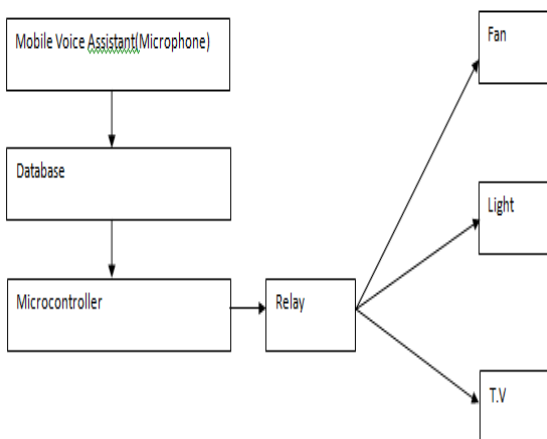 Mobile Voice Assistant(Microphone)
Database
Microcontroller
Relay
Fan
Light
T.V